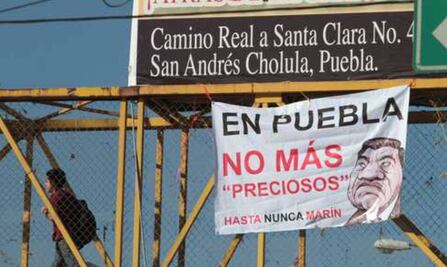 Camino Real a Santa Clara No. 4
San Andrés Cholula, Puebla.
EN PUEBLA
NO MÁS
"PRECIOSOS"
HASTA NUNCA MARÍN